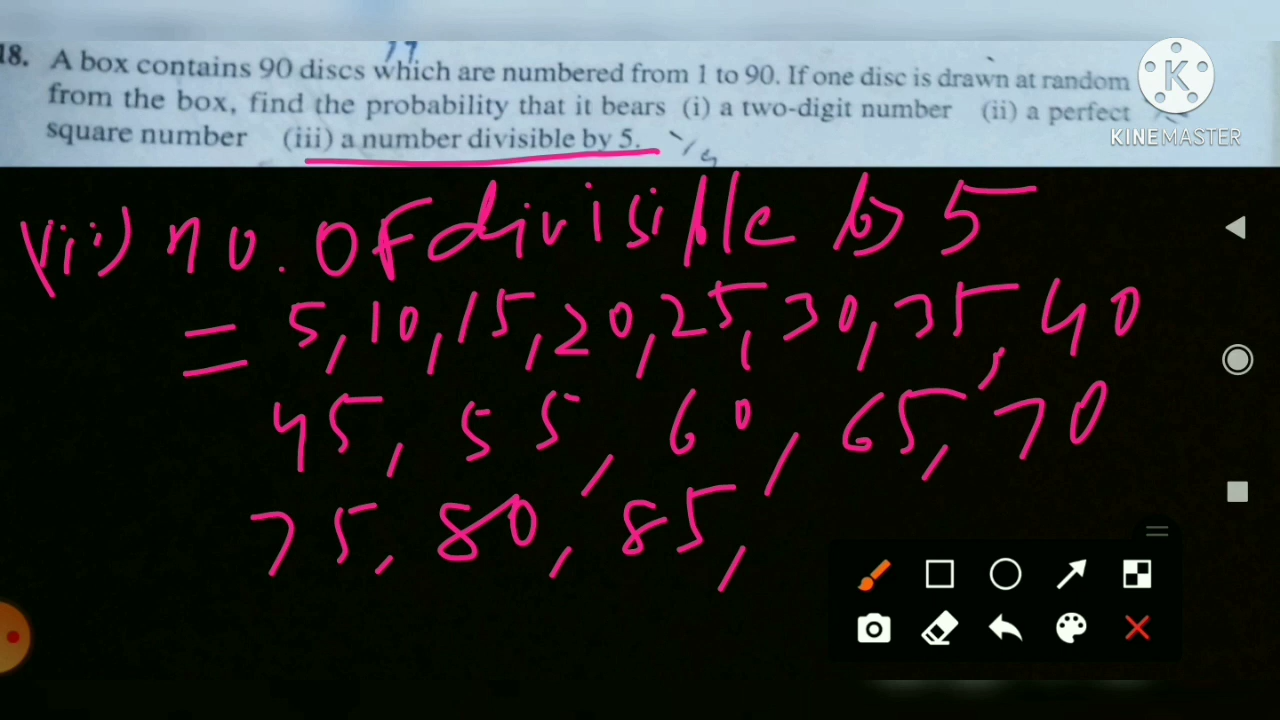 18. A box contains 90 discs which are numbered from 1 to 90. If one disc is drawn at random
from the box, find the probability that it bears (i) a two-digit number (ii) a perfect
square number (iii) a number divisible by 5.
K
KINEMASTER
(iii) no. of divisible by 5
= 5, 10, 15, 20, 25, 30, 35, 40
45, 55, 60, 65, 70
75, 80, 85,